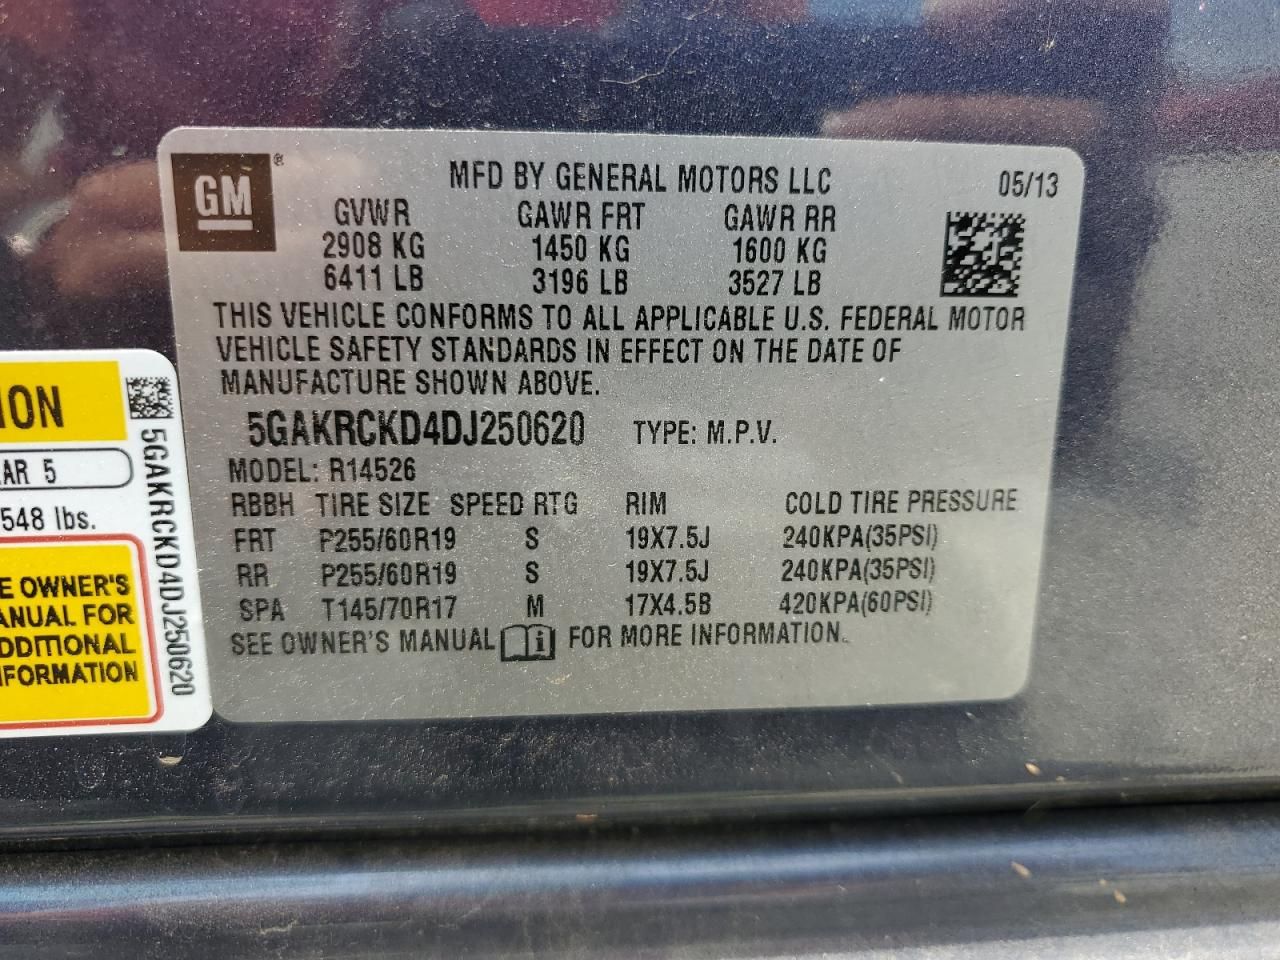 GM®
MFD BY GENERAL MOTORS LLC 05/13
GVWR GAWR FRT GAWR RR
2908 KG 1450 KG 1600 KG
6411 LB 3196 LB 3527 LB
THIS VEHICLE CONFORMS TO ALL APPLICABLE U.S. FEDERAL MOTOR
VEHICLE SAFETY STANDARDS IN EFFECT ON THE DATE OF
MANUFACTURE SHOWN ABOVE.
5GAKRCKD4DJ250620 TYPE: M.P.V.
MODEL: R14526
RBBH TIRE SIZE SPEED RTG RIM COLD TIRE PRESSURE
FRT P255/60R19 S 19X7.5J 240KPA(35PSI)
RR P255/60R19 S 19X7.5J 240KPA(35PSI)
SPA T145/70R17 M 17X4.5B 420KPA(60PSI)
SEE OWNER'S MANUAL i FOR MORE INFORMATION.
ION
AR 5
548 lbs.
E OWNER'S
ANUAL FOR
DDITIONAL
FORMATION
5GAKRCKD4DJ250620